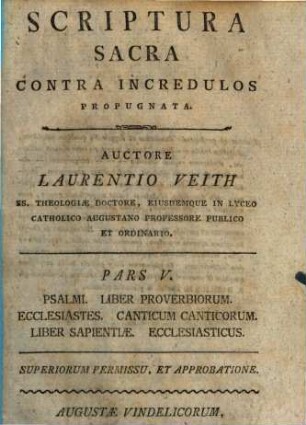 SCRIPTURA
SACRA
CONTRA INCREDULOS
PROPUGNATA.
AUCTORE
LAURENTIO VEITH
SS. THEOLOGIÆ DOCTORE, EIUSDEMQUE IN LYCEO
CATHOLICO AUGUSTANO PROFESSORE PUBLICO
ET ORDINARIO.
PARS V.
PSALMI. LIBER PROVERBIORUM.
ECCLESIASTES. CANTICUM CANTICORUM.
LIBER SAPIENTIÆ. ECCLESIASTICUS.
SUPERIORUM PERMISSU, ET APPROBATIONE.
AUGUSTÆ VINDELICORUM,